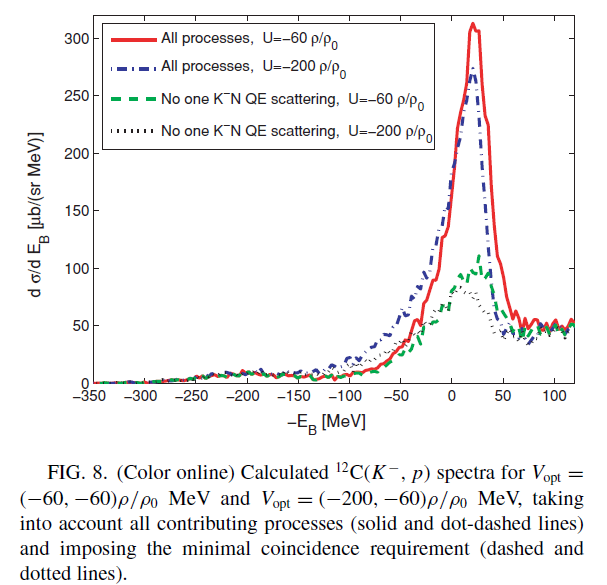 300
250
200
150
100
50
0
d σ/d E_B [μb/(sr MeV)]
All processes, U=−60 ρ/ρ₀
All processes, U=−200 ρ/ρ₀
No one K⁻N QE scattering, U=−60 ρ/ρ₀
No one K⁻N QE scattering, U=−200 ρ/ρ₀
−350 −300 −250 −200 −150 −100 −50 0 50 100
−E_B [MeV]
FIG. 8. (Color online) Calculated ¹²C(K⁻, p) spectra for V_opt =
(−60, −60)ρ/ρ₀ MeV and V_opt = (−200, −60)ρ/ρ₀ MeV, taking
into account all contributing processes (solid and dot-dashed lines)
and imposing the minimal coincidence requirement (dashed and
dotted lines).